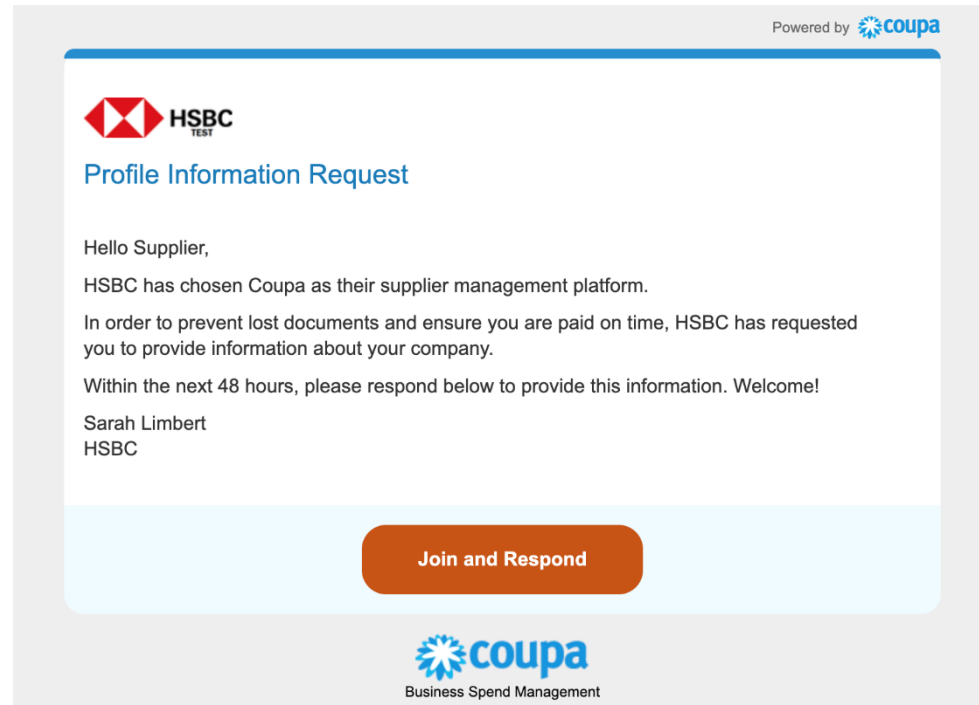 Powered by coupa
HSBC
TEST
Profile Information Request
Hello Supplier,
HSBC has chosen Coupa as their supplier management platform.
In order to prevent lost documents and ensure you are paid on time, HSBC has requested
you to provide information about your company.
Within the next 48 hours, please respond below to provide this information. Welcome!
Sarah Limbert
HSBC
Join and Respond
coupa
Business Spend Management